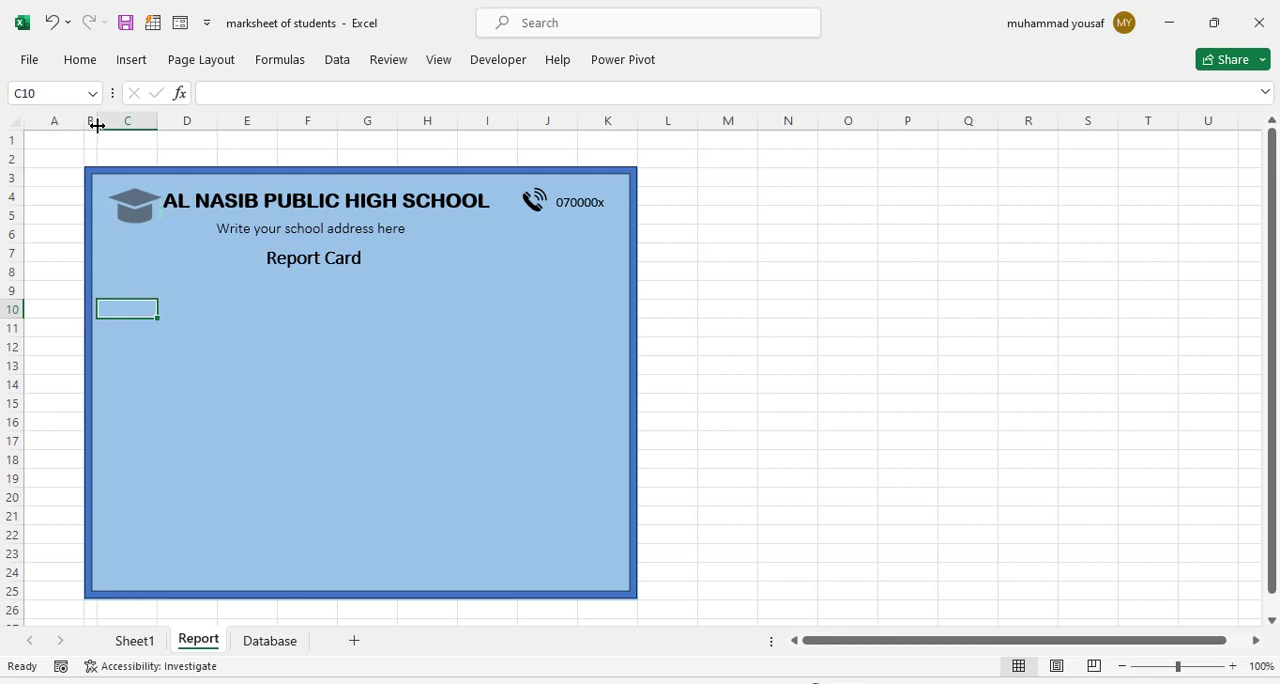 marksheet of students - Excel
Search
muhammad yousaf MY
File Home Insert Page Layout Formulas Data Review View Developer Help Power Pivot
Share
C10 fx
A B C D E F G H I J K L M N O P Q R S T U
1
2
3
4 AL NASIB PUBLIC HIGH SCHOOL 070000x
5
6 Write your school address here
7 Report Card
8
9
10
11
12
13
14
15
16
17
18
19
20
21
22
23
24
25
26
Sheet1 Report Database
Ready Accessibility: Investigate 100%